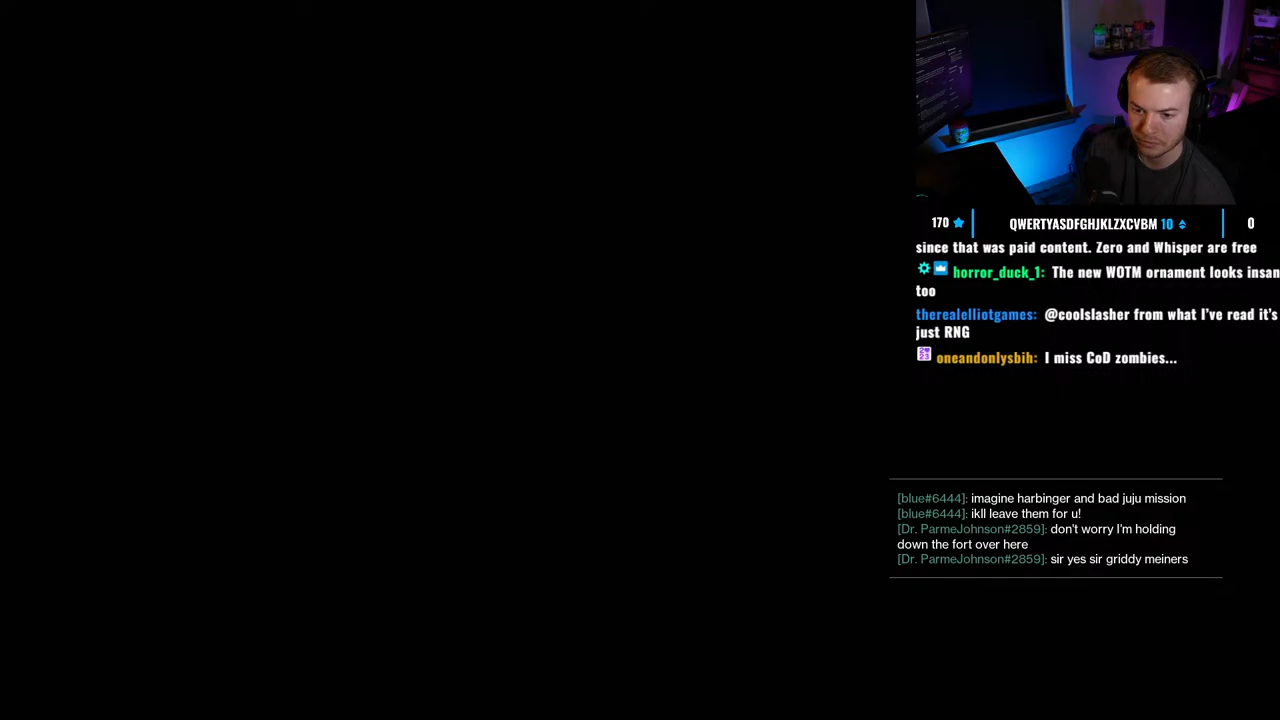 170 QWERTYASDFGHJKLZXCVBM 10 0
since that was paid content. Zero and Whisper are free
horror_duck_1: The new WOTM ornament looks insan
too
therealelliotgames: @coolslasher from what I've read it's
just RNG
oneandonlysbih: I miss CoD zombies...
[blue#6444]: imagine harbinger and bad juju mission
[blue#6444]: ikll leave them for u!
[Dr. ParmeJohnson#2859]: don't worry I'm holding
down the fort over here
[Dr. ParmeJohnson#2859]: sir yes sir griddy meiners